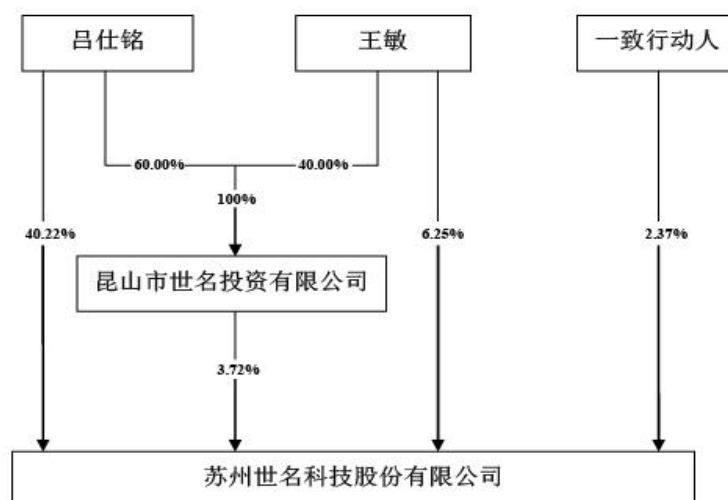 吕仕铭
王敏
一致行动人
60.00%
40.00%
100%
40.22%
6.25%
2.37%
昆山市世名投资有限公司
3.72%
苏州世名科技股份有限公司